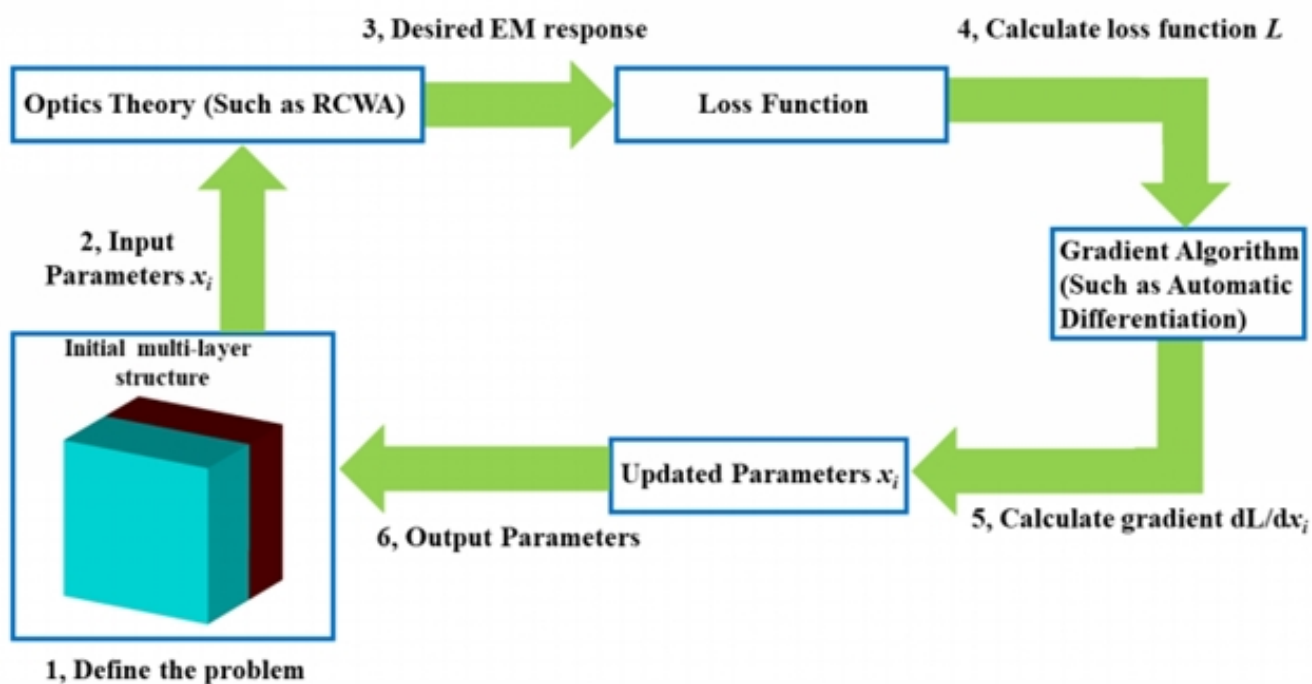 3, Desired EM response
4, Calculate loss function L
Optics Theory (Such as RCWA)
Loss Function
2, Input
Parameters xᵢ
Gradient Algorithm
(Such as Automatic
Differentiation)
Initial multi-layer
structure
Updated Parameters xᵢ
5, Calculate gradient dL/dxᵢ
6, Output Parameters
1, Define the problem